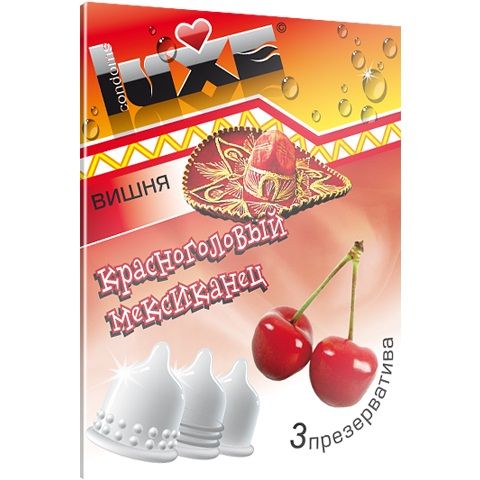 condoms
luxe ©
ВИШНЯ
КРАСНОГОЛОВЫЙ
МЕКСИКАНЕЦ
3 презерватива